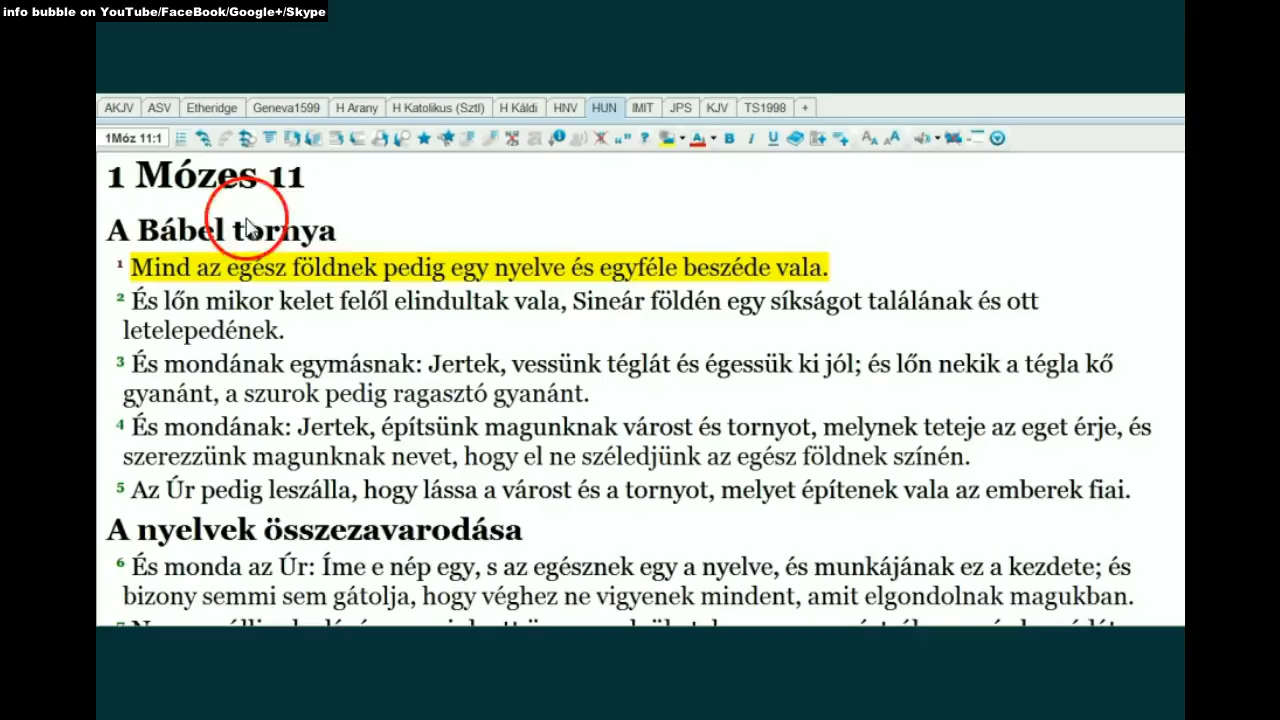 info bubble on YouTube/FaceBook/Google+/Skype
AKJV ASV Etheridge Geneva1599 H Arany H Katolikus (Sztl) H Káldi HNV HUN IMIT JPS KJV TS1998 +
1Móz 11:1
1 Mózes 11
A Bábel tornya
1 Mind az egész földnek pedig egy nyelve és egyféle beszéde vala.
2 És lőn mikor kelet felől elindultak vala, Sineár földén egy síkságot találának és ott
letelepedének.
3 És mondának egymásnak: Jertek, vessünk téglát és égessük ki jól; és lőn nekik a tégla kő
gyanánt, a szurok pedig ragasztó gyanánt.
4 És mondának: Jertek, építsünk magunknak várost és tornyot, melynek teteje az eget érje, és
szerezzünk magunknak nevet, hogy el ne széledjünk az egész földnek színén.
5 Az Úr pedig leszálla, hogy lássa a várost és a tornyot, melyet építenek vala az emberek fiai.
A nyelvek összezavarodása
6 És monda az Úr: Íme e nép egy, s az egésznek egy a nyelve, és munkájának ez a kezdete; és
bizony semmi sem gátolja, hogy véghez ne vigyenek mindent, amit elgondolnak magukban.